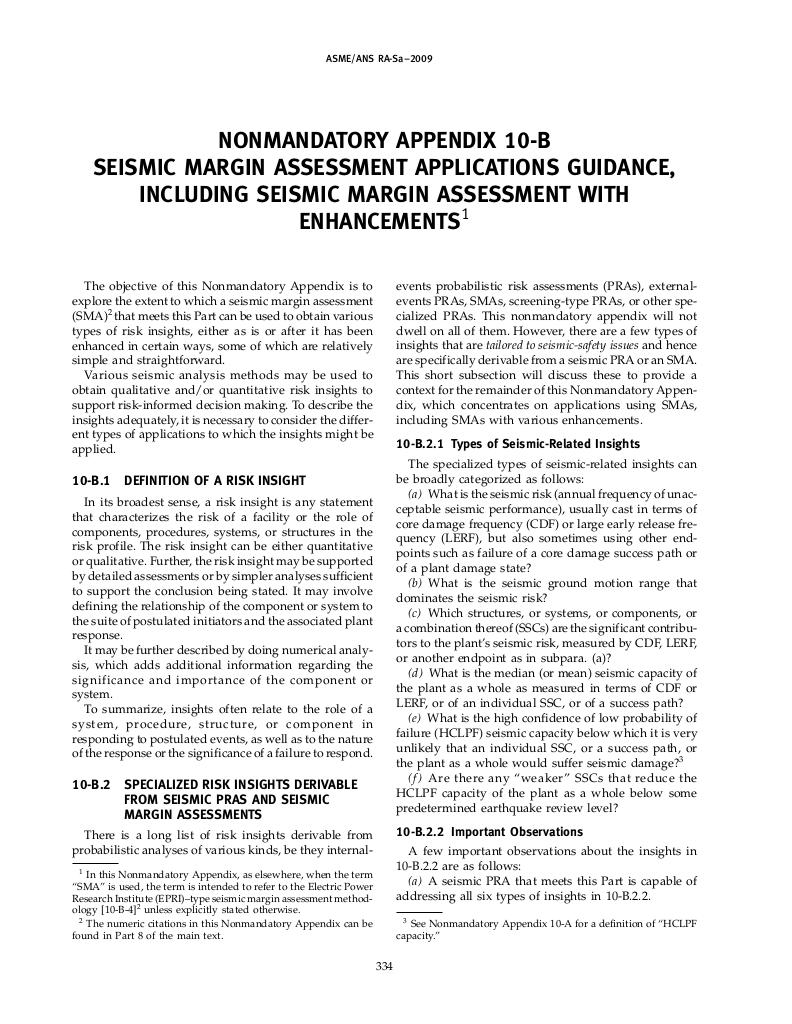 ASME/ANS RA-Sa–2009
NONMANDATORY APPENDIX 10-B
SEISMIC MARGIN ASSESSMENT APPLICATIONS GUIDANCE,
INCLUDING SEISMIC MARGIN ASSESSMENT WITH
ENHANCEMENTS1
The objective of this Nonmandatory Appendix is to
explore the extent to which a seismic margin assessment
(SMA)2 that meets this Part can be used to obtain various
types of risk insights, either as is or after it has been
enhanced in certain ways, some of which are relatively
simple and straightforward.
Various seismic analysis methods may be used to
obtain qualitative and/or quantitative risk insights to
support risk-informed decision making. To describe the
insights adequately, it is necessary to consider the differ-
ent types of applications to which the insights might be
applied.
10-B.1 DEFINITION OF A RISK INSIGHT
In its broadest sense, a risk insight is any statement
that characterizes the risk of a facility or the role of
components, procedures, systems, or structures in the
risk profile. The risk insight can be either quantitative
or qualitative. Further, the risk insight may be supported
by detailed assessments or by simpler analyses sufficient
to support the conclusion being stated. It may involve
defining the relationship of the component or system to
the suite of postulated initiators and the associated plant
response.
It may be further described by doing numerical analy-
sis, which adds additional information regarding the
significance and importance of the component or
system.
To summarize, insights often relate to the role of a
system, procedure, structure, or component in
responding to postulated events, as well as to the nature
of the response or the significance of a failure to respond.
10-B.2 SPECIALIZED RISK INSIGHTS DERIVABLE
FROM SEISMIC PRAS AND SEISMIC
MARGIN ASSESSMENTS
There is a long list of risk insights derivable from
probabilistic analyses of various kinds, be they internal-
1 In this Nonmandatory Appendix, as elsewhere, when the term
“SMA” is used, the term is intended to refer to the Electric Power
Research Institute (EPRI)–type seismic margin assessment method-
ology [10-B-4]2 unless explicitly stated otherwise.
2 The numeric citations in this Nonmandatory Appendix can be
found in Part 8 of the main text.
events probabilistic risk assessments (PRAs), external-
events PRAs, SMAs, screening-type PRAs, or other spe-
cialized PRAs. This nonmandatory appendix will not
dwell on all of them. However, there are a few types of
insights that are tailored to seismic-safety issues and hence
are specifically derivable from a seismic PRA or an SMA.
This short subsection will discuss these to provide a
context for the remainder of this Nonmandatory Appen-
dix, which concentrates on applications using SMAs,
including SMAs with various enhancements.
10-B.2.1 Types of Seismic-Related Insights
The specialized types of seismic-related insights can
be broadly categorized as follows:
(a) What is the seismic risk (annual frequency of unac-
ceptable seismic performance), usually cast in terms of
core damage frequency (CDF) or large early release fre-
quency (LERF), but also sometimes using other end-
points such as failure of a core damage success path or
of a plant damage state?
(b) What is the seismic ground motion range that
dominates the seismic risk?
(c) Which structures, or systems, or components, or
a combination thereof (SSCs) are the significant contribu-
tors to the plant’s seismic risk, measured by CDF, LERF,
or another endpoint as in subpara. (a)?
(d) What is the median (or mean) seismic capacity of
the plant as a whole as measured in terms of CDF or
LERF, or of an individual SSC, or of a success path?
(e) What is the high confidence of low probability of
failure (HCLPF) seismic capacity below which it is very
unlikely that an individual SSC, or a success path, or
the plant as a whole would suffer seismic damage?3
(f) Are there any “weaker” SSCs that reduce the
HCLPF capacity of the plant as a whole below some
predetermined earthquake review level?
10-B.2.2 Important Observations
A few important observations about the insights in
10-B.2.2 are as follows:
(a) A seismic PRA that meets this Part is capable of
addressing all six types of insights in 10-B.2.2.
3 See Nonmandatory Appendix 10-A for a definition of “HCLPF
capacity.”
334